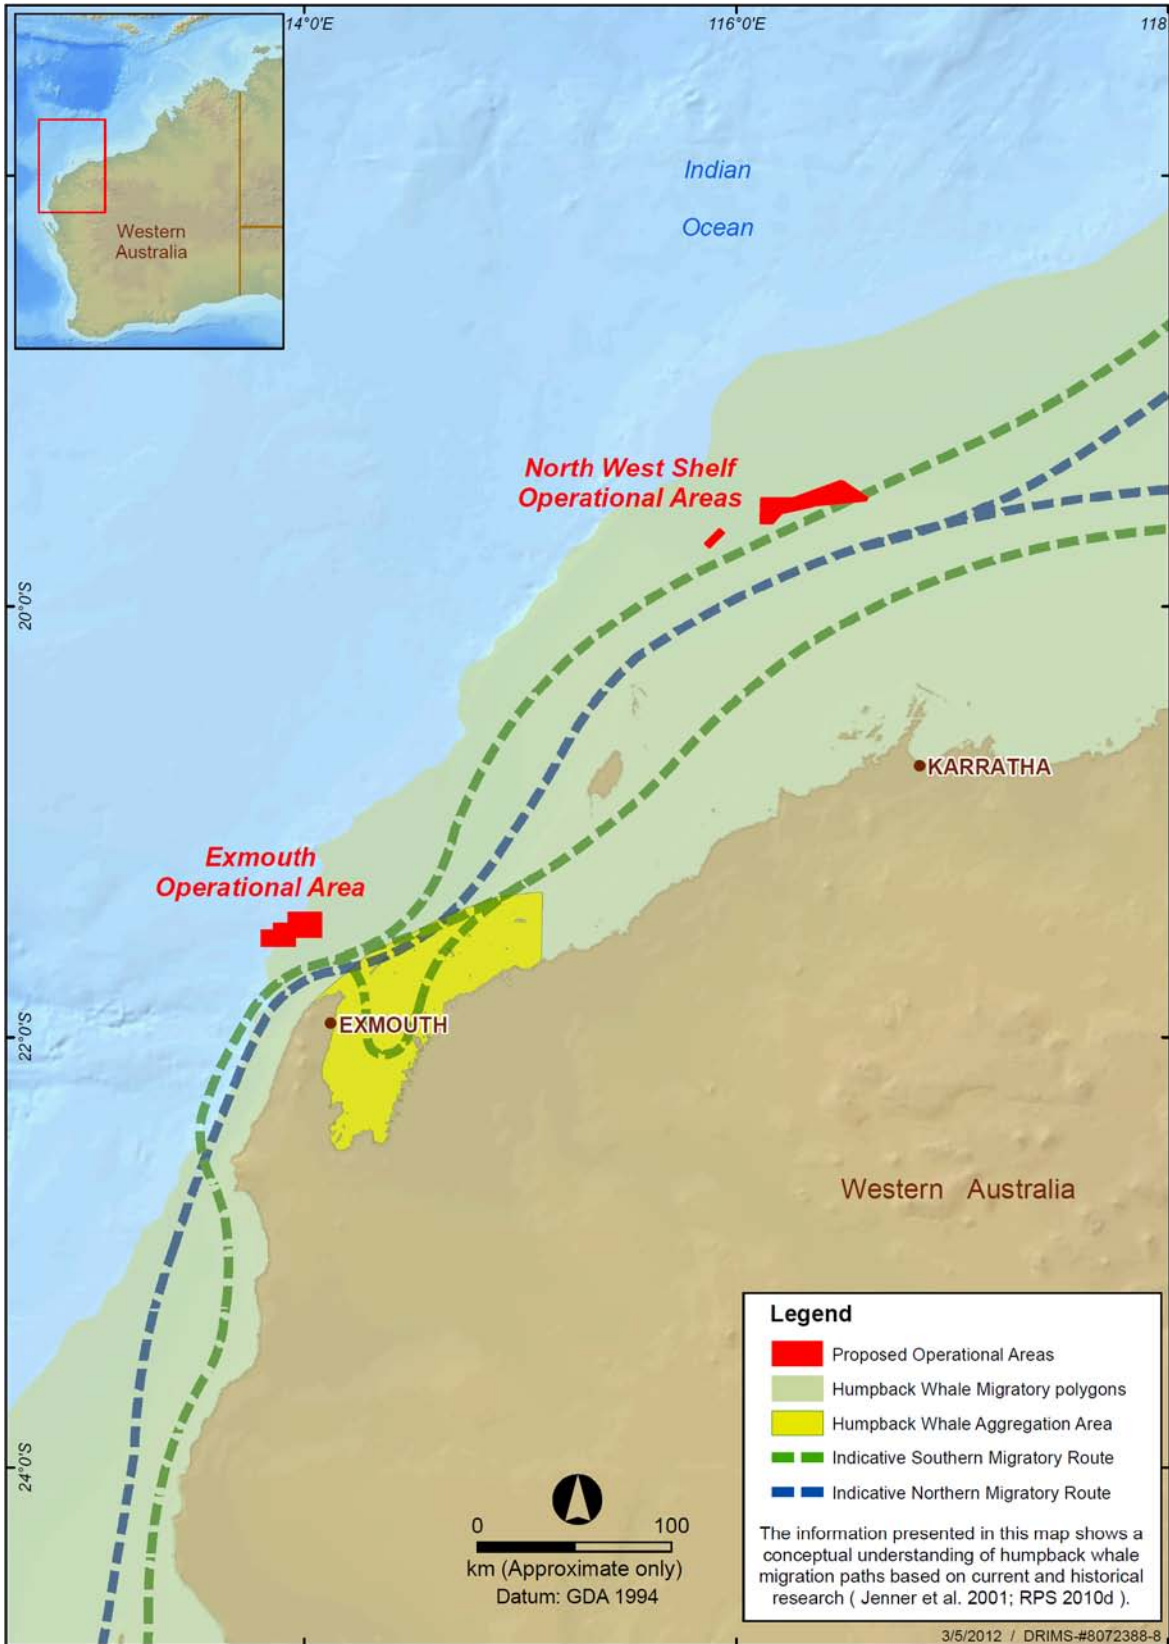 14°0'E
116°0'E
118
Indian
Ocean
Western
Australia
North West Shelf
Operational Areas
20°0'S
KARRATHA
Exmouth
Operational Area
EXMOUTH
22°0'S
Western Australia
24°0'S
0 100
km (Approximate only)
Datum: GDA 1994
Legend
Proposed Operational Areas
Humpback Whale Migratory polygons
Humpback Whale Aggregation Area
Indicative Southern Migratory Route
Indicative Northern Migratory Route
The information presented in this map shows a
conceptual understanding of humpback whale
migration paths based on current and historical
research ( Jenner et al. 2001; RPS 2010d ).
3/5/2012 / DRIMS-#8072388-8